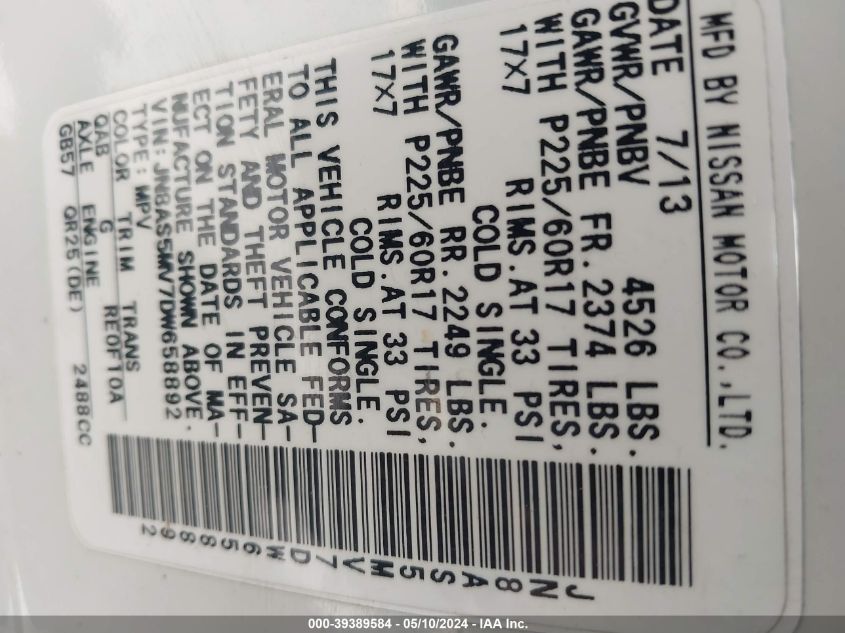 MFD BY NISSAN MOTOR CO.,LTD.
DATE 7/13
GVWR/PNBV 4526 LBS.
GAWR/PNBE FR. 2374 LBS.
WITH P225/60R17 TIRES,
17X7 RIMS.AT 33 PSI
COLD SINGLE.
GAWR/PNBE RR. 2249 LBS.
WITH P225/60R17 TIRES,
17X7 RIMS.AT 33 PSI
COLD SINGLE.
THIS VEHICLE CONFORMS
TO ALL APPLICABLE FED-
ERAL MOTOR VEHICLE SA-
FETY AND THEFT PREVEN-
TION STANDARDS IN EFF-
ECT ON THE DATE OF MA-
NUFACTURE SHOWN ABOVE.
VIN: JN8AS5MV7DW658892
TYPE: MPV
COLOR TRIM TRANS
QAB G RE0F10A
AXLE ENGINE
GB57 QR25(DE) 2488CC
JN8AS5MV7DW658892
000-39389584 - 05/10/2024 - IAA Inc.